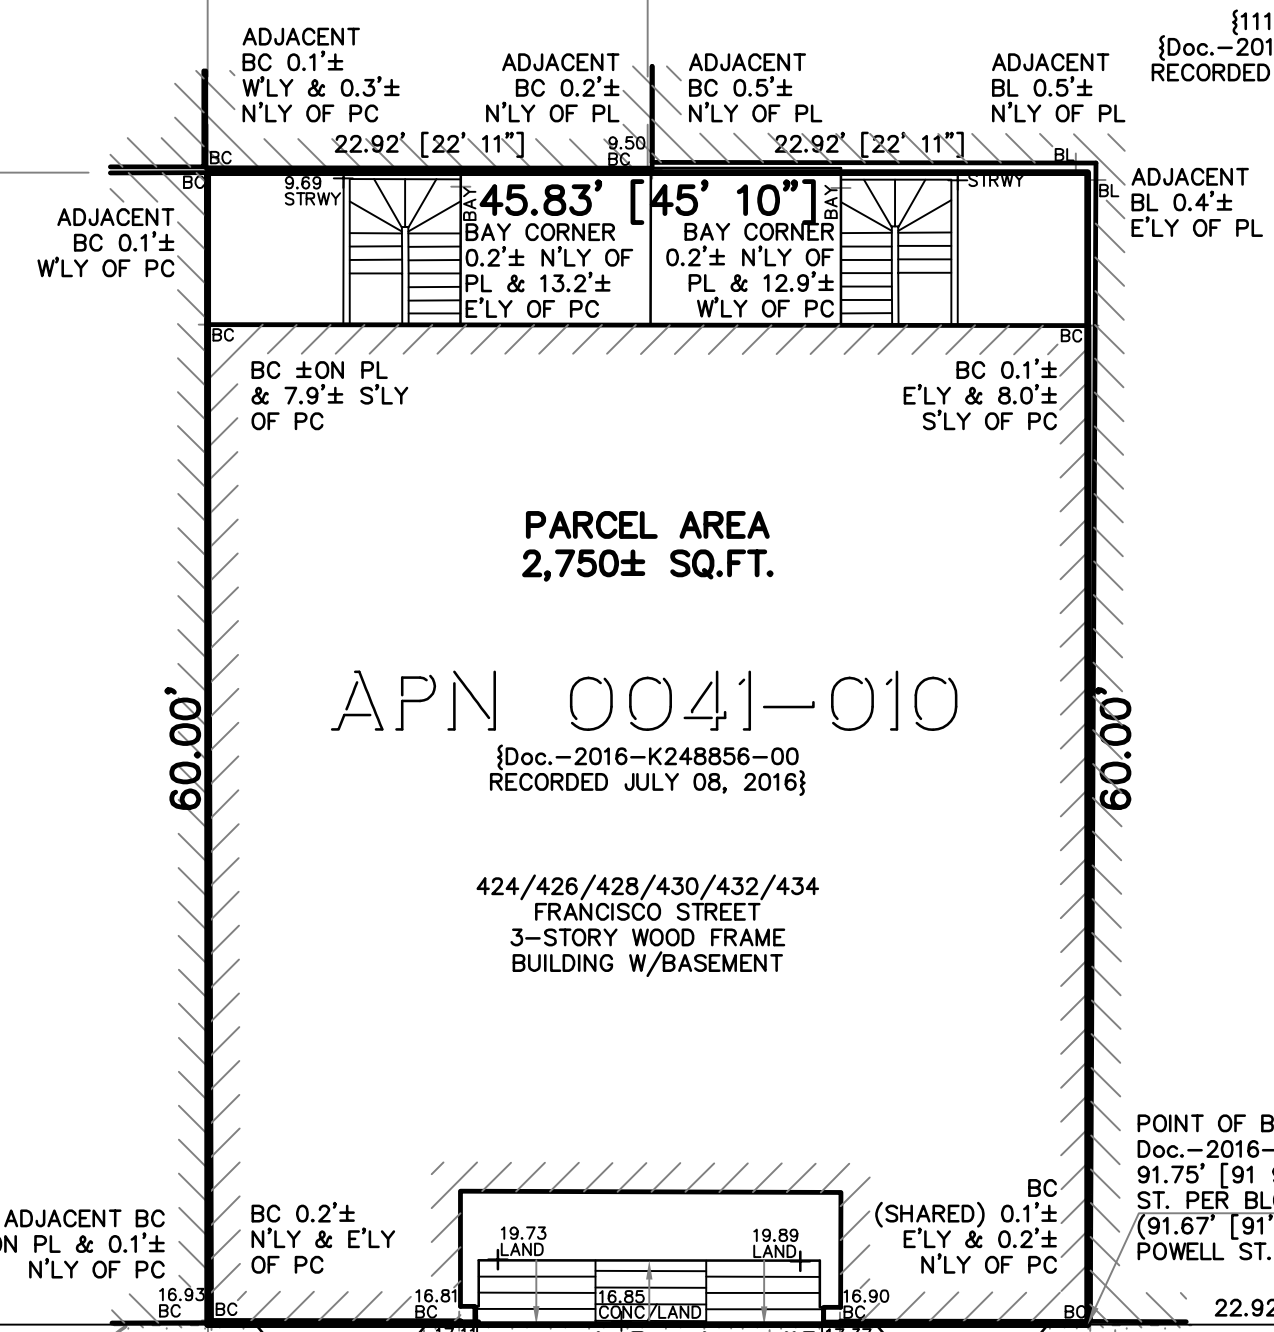 ADJACENT
BC 0.1'±
W'LY & 0.3'±
N'LY OF PC
ADJACENT
BC 0.2'±
N'LY OF PL
ADJACENT
BC 0.5'±
N'LY OF PL
ADJACENT
BL 0.5'±
N'LY OF PL
{111
{Doc.-201
RECORDED
22.92' [22' 11"]
9.50
BC
22.92' [22' 11"]
BL
BC
BC
9.69
STRWY
BAY
45.83' [45' 10"]
BAY
STRWY
BL
ADJACENT
BL 0.4'±
E'LY OF PL
ADJACENT
BC 0.1'±
W'LY OF PC
BAY CORNER
0.2'± N'LY OF
PL & 13.2'±
E'LY OF PC
BAY CORNER
0.2'± N'LY OF
PL & 12.9'±
W'LY OF PC
BC
BC
BC ±ON PL
& 7.9'± S'LY
OF PC
BC 0.1'±
E'LY & 8.0'±
S'LY OF PC
PARCEL AREA
2,750± SQ.FT.
60.00'
APN 0041-010
60.00'
{Doc.-2016-K248856-00
RECORDED JULY 08, 2016}
424/426/428/430/432/434
FRANCISCO STREET
3-STORY WOOD FRAME
BUILDING W/BASEMENT
POINT OF B
Doc.-2016-
91.75' [91
ST. PER BL
(91.67' [91'
POWELL ST.
ADJACENT BC
ON PL & 0.1'±
N'LY OF PC
BC 0.2'±
N'LY & E'LY
OF PC
BC
(SHARED) 0.1'±
E'LY & 0.2'±
N'LY OF PC
19.73
LAND
19.89
LAND
16.93
BC
BC
16.81
BC
16.85
CONC/LAND
16.90
BC
BC
22.92